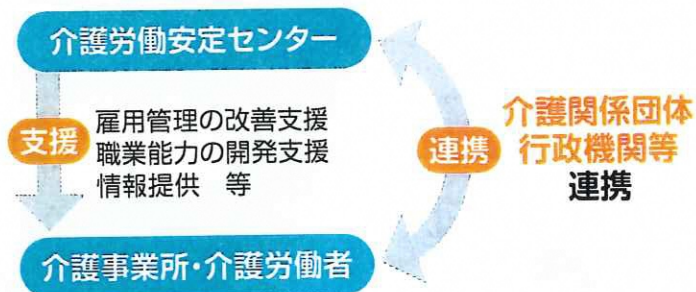 介護労働安定センター
支援
雇用管理の改善支援
職業能力の開発支援
情報提供 等
連携
介護関係団体
行政機関等
連携
介護事業所・介護労働者